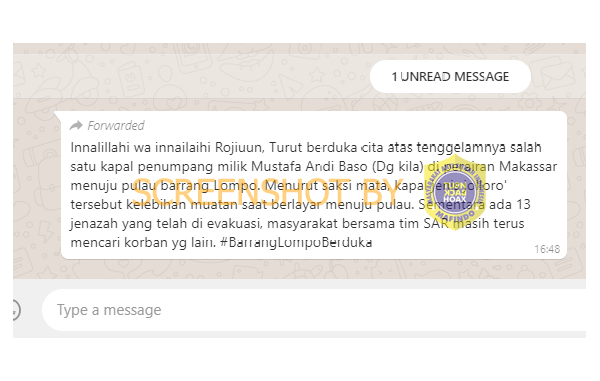 1 UNREAD MESSAGE
Forwarded
Innalillahi wa innailaihi Rojiuun, Turut berduka cita atas tenggelamnya salah
satu kapal penumpang milik Mustafa Andi Baso (Dg kila) di perairan Makassar
menuju pulau barrang Lompo. Menurut saksi mata, kapal jenis
tersebut kelebihan muatan saat berlayar menuju pulau. Sementara ada 13
jenazah yang telah di evakuasi, masyarakat bersama tim SAR masih terus
mencari korban yg lain. #BarrangLompoBerduka
16:48
SCREENSHOT BY
MAFINDO
Type a message